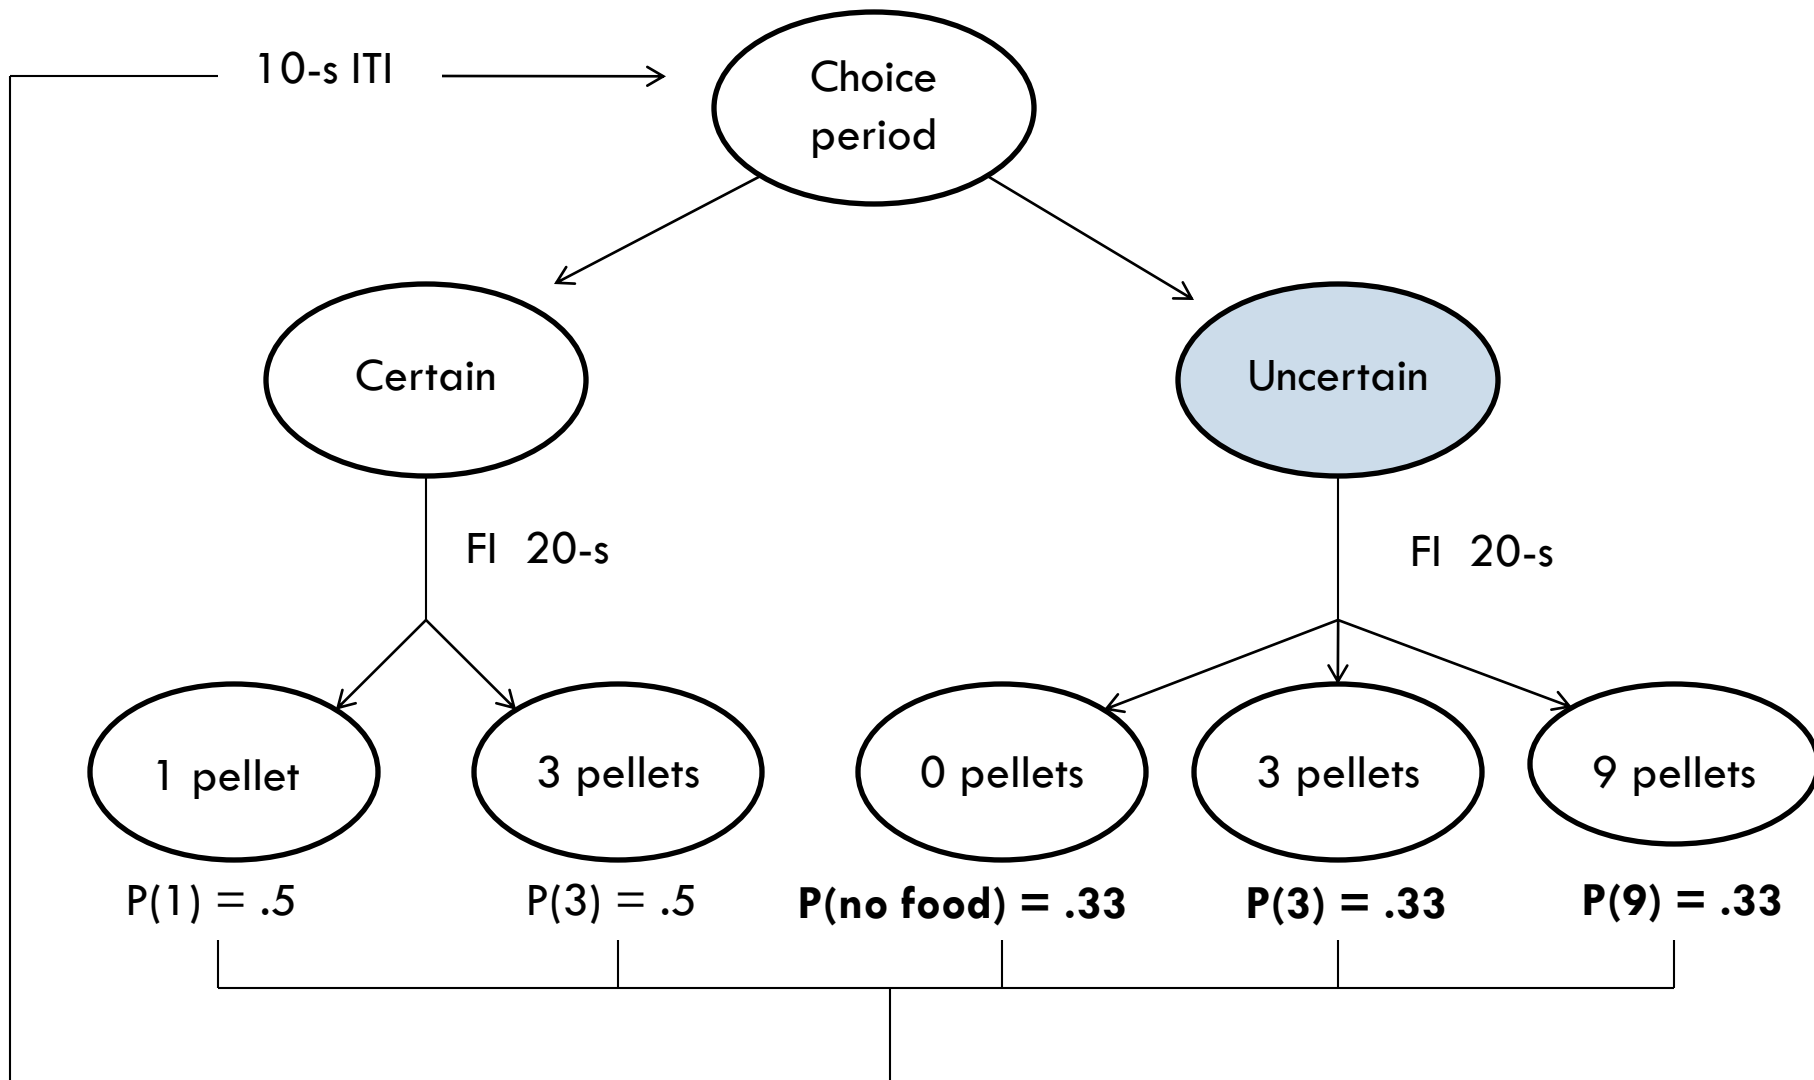 10-s ITI
Choice
period
Certain
Uncertain
FI 20-s
FI 20-s
1 pellet
3 pellets
0 pellets
3 pellets
9 pellets
P(1) = .5
P(3) = .5
P(no food) = .33
P(3) = .33
P(9) = .33